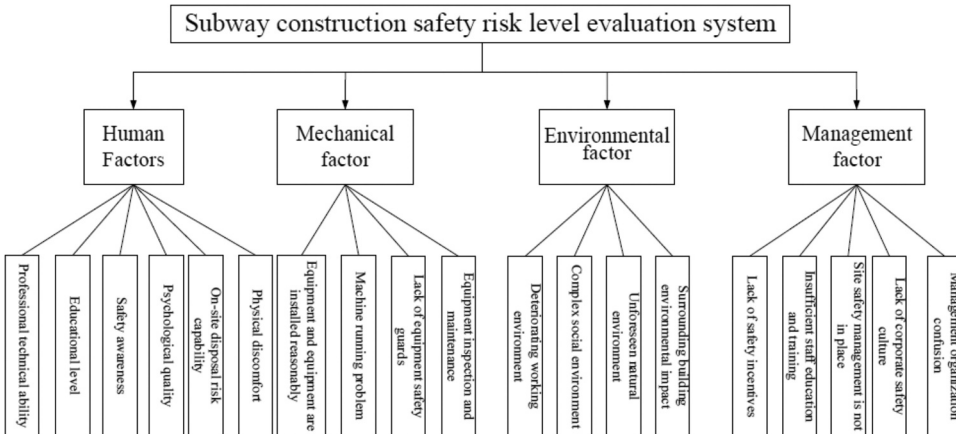 Subway construction safety risk level evaluation system
Human
Factors
Mechanical
factor
Environmental
factor
Management
factor
Professional technical ability
Educational level
Safety awareness
Psychological quality
On-site disposal risk
capability
Physical discomfort
Equipment and equipment are
installed reasonably
Machine running problem
Lack of equipment safety
guards
Equipment inspection and
maintenance
Deteriorating working
environment
Complex social environment
Unforeseen natural
environment
Surrounding building
environmental impact
Lack of safety incentives
Insufficient staff education
and training
Site safety management is not
in place
Lack of corporate safety
culture
Management organization
confusion